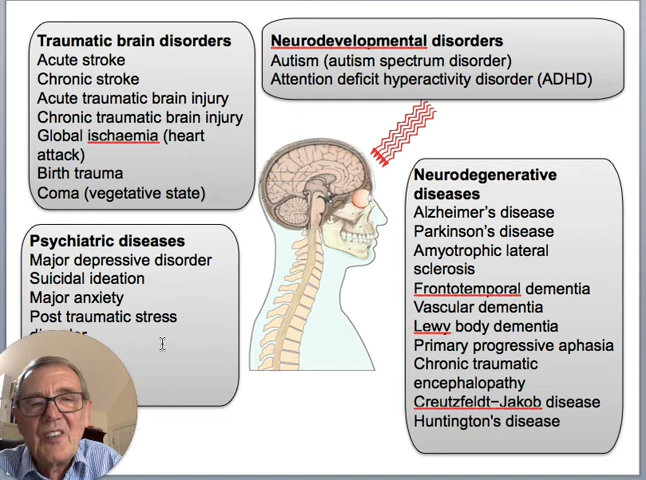 Traumatic brain disorders
Acute stroke
Chronic stroke
Acute traumatic brain injury
Chronic traumatic brain injury
Global ischaemia (heart
attack)
Birth trauma
Coma (vegetative state)
Neurodevelopmental disorders
Autism (autism spectrum disorder)
Attention deficit hyperactivity disorder (ADHD)
Psychiatric diseases
Major depressive disorder
Suicidal ideation
Major anxiety
Post traumatic stress
Neurodegenerative
diseases
Alzheimer's disease
Parkinson's disease
Amyotrophic lateral
sclerosis
Frontotemporal dementia
Vascular dementia
Lewy body dementia
Primary progressive aphasia
Chronic traumatic
encephalopathy
Creutzfeldt−Jakob disease
Huntington's disease